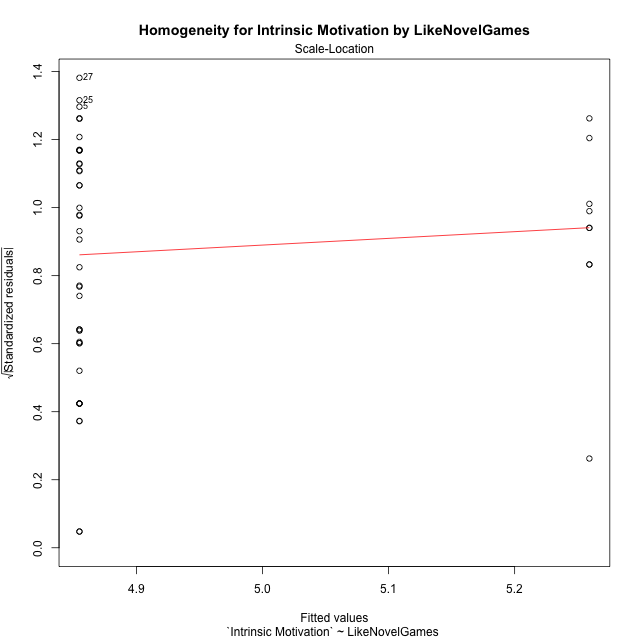 Homogeneity for Intrinsic Motivation by LikeNovelGames
Scale-Location
√|Standardized residuals|
1.4
1.2
1.0
0.8
0.6
0.4
0.2
0.0
27
25
5
4.9 5.0 5.1 5.2
Fitted values
`Intrinsic Motivation` ~ LikeNovelGames